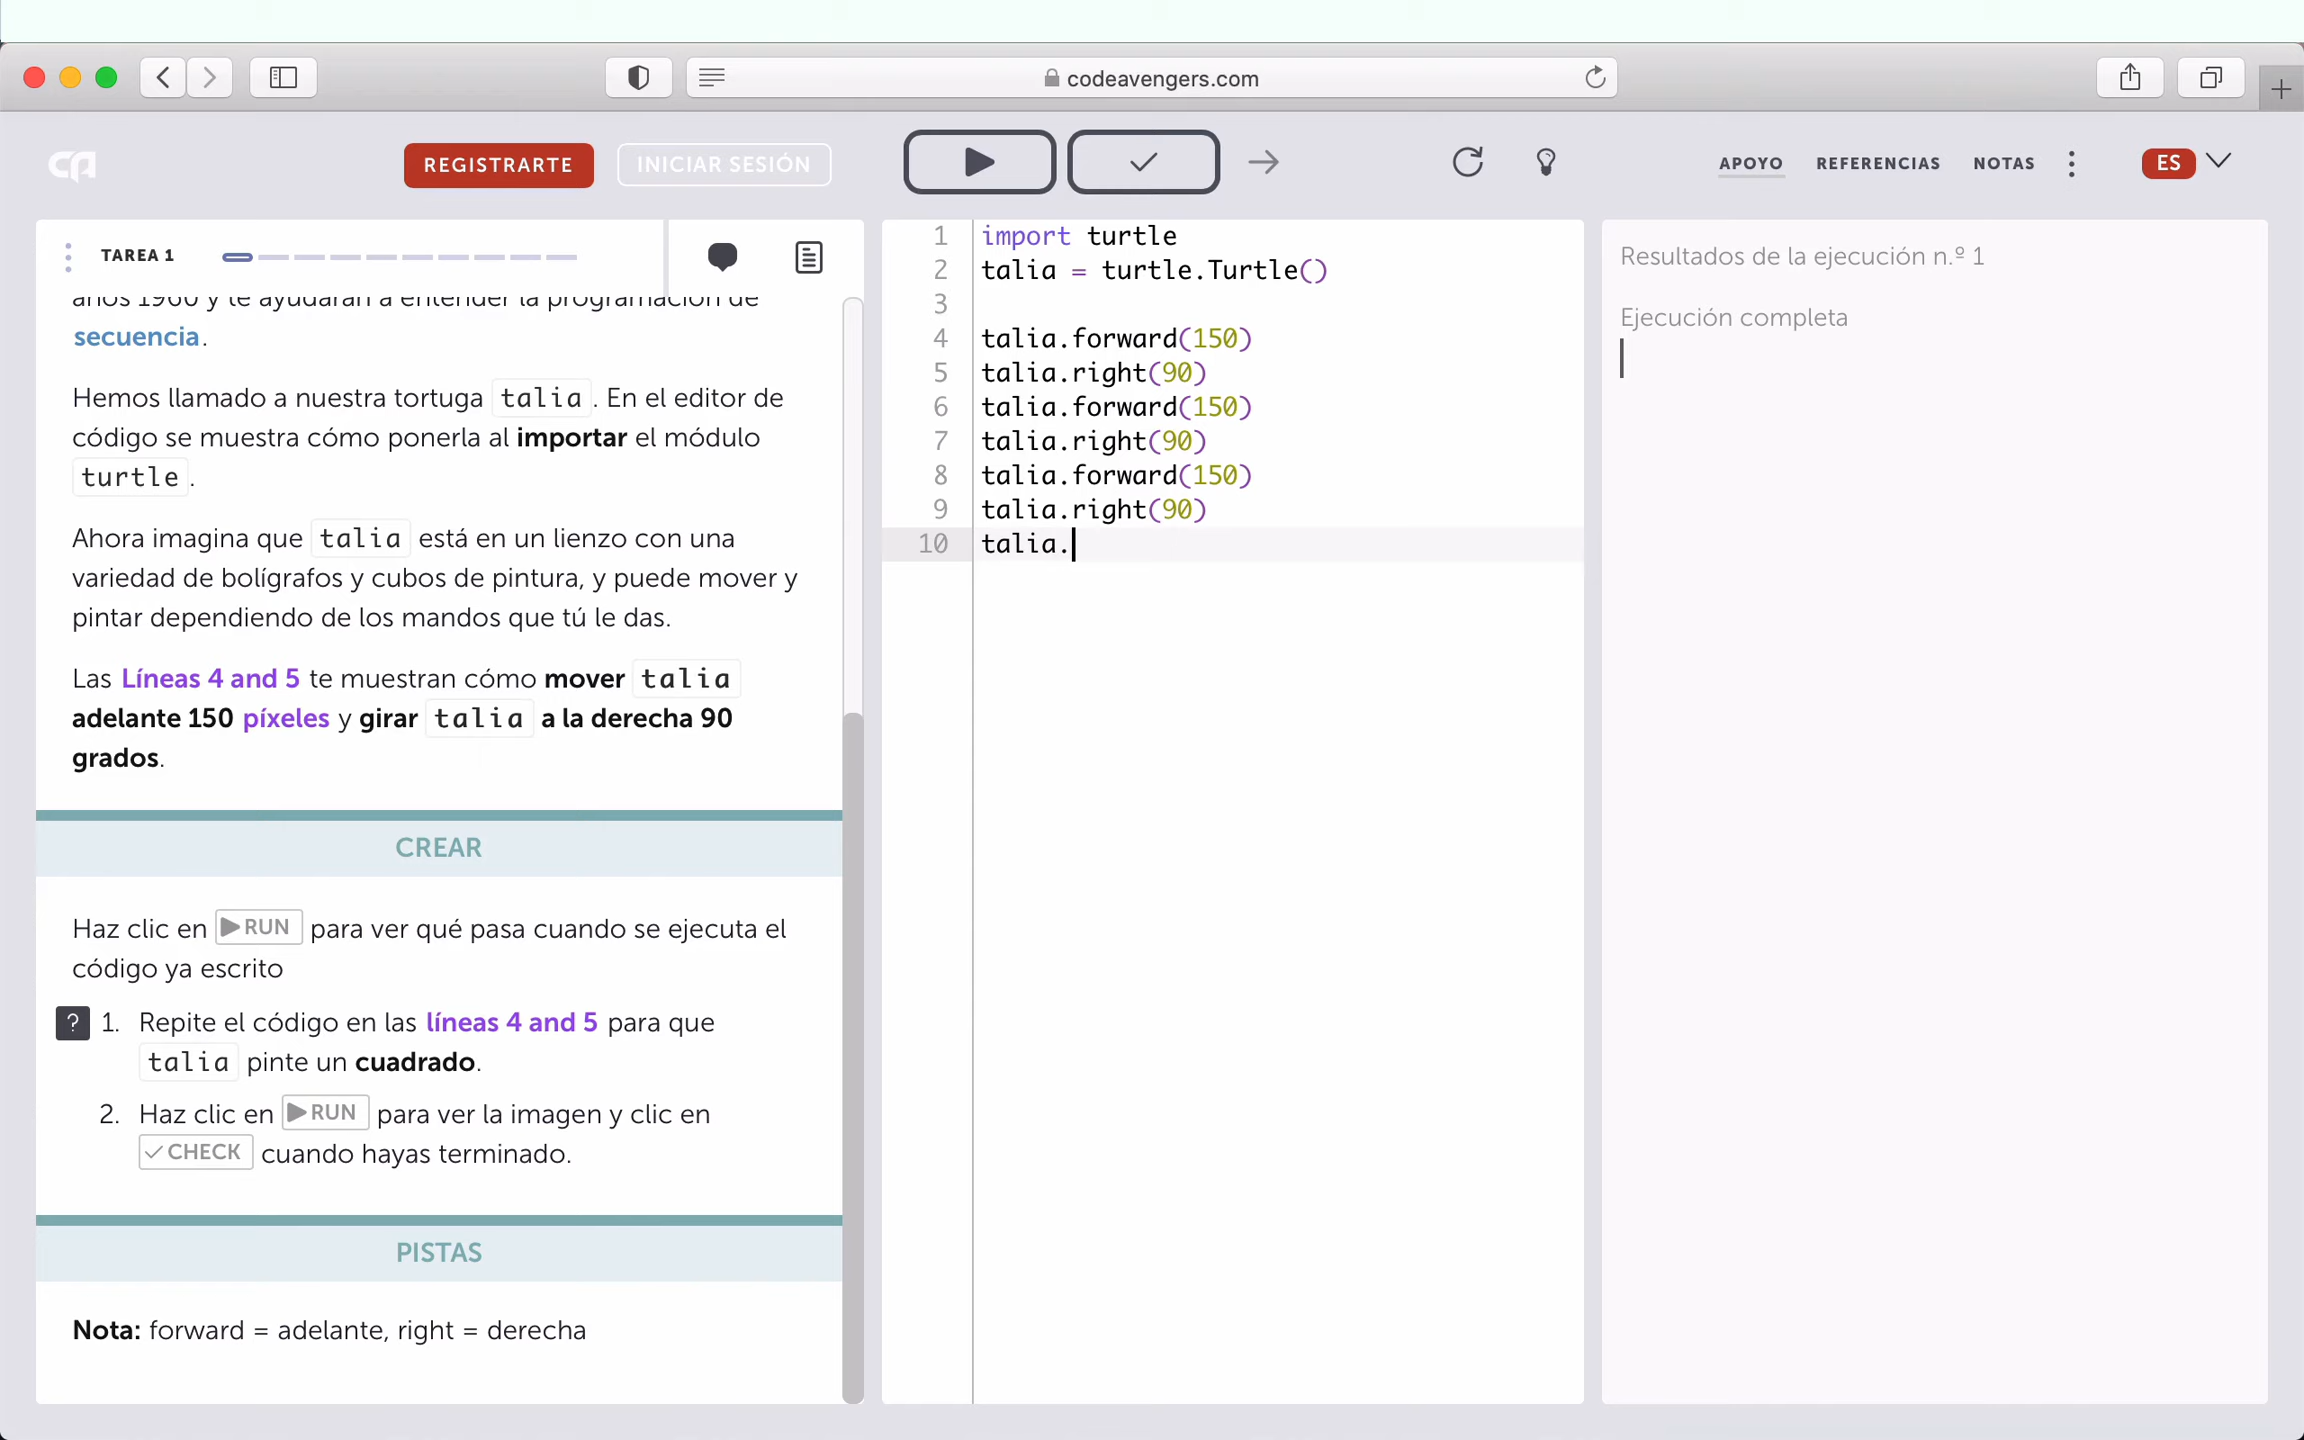 codeavengers.com
CA
REGISTRARTE
INICIAR SESIÓN
APOYO
REFERENCIAS
NOTAS
ES
TAREA 1
años 1960 y te ayudarán a entender la programación de
secuencia.
Hemos llamado a nuestra tortuga talia . En el editor de
código se muestra cómo ponerla al importar el módulo
turtle .
Ahora imagina que talia está en un lienzo con una
variedad de bolígrafos y cubos de pintura, y puede mover y
pintar dependiendo de los mandos que tú le das.
Las Líneas 4 and 5 te muestran cómo mover talia
adelante 150 píxeles y girar talia a la derecha 90
grados.
CREAR
Haz clic en ▶RUN para ver qué pasa cuando se ejecuta el
código ya escrito
? 1. Repite el código en las líneas 4 and 5 para que
talia pinte un cuadrado.
2. Haz clic en ▶RUN para ver la imagen y clic en
✓CHECK cuando hayas terminado.
PISTAS
Nota: forward = adelante, right = derecha
1 import turtle
2 talia = turtle.Turtle()
3
4 talia.forward(150)
5 talia.right(90)
6 talia.forward(150)
7 talia.right(90)
8 talia.forward(150)
9 talia.right(90)
10 talia.
Resultados de la ejecución n.º 1
Ejecución completa